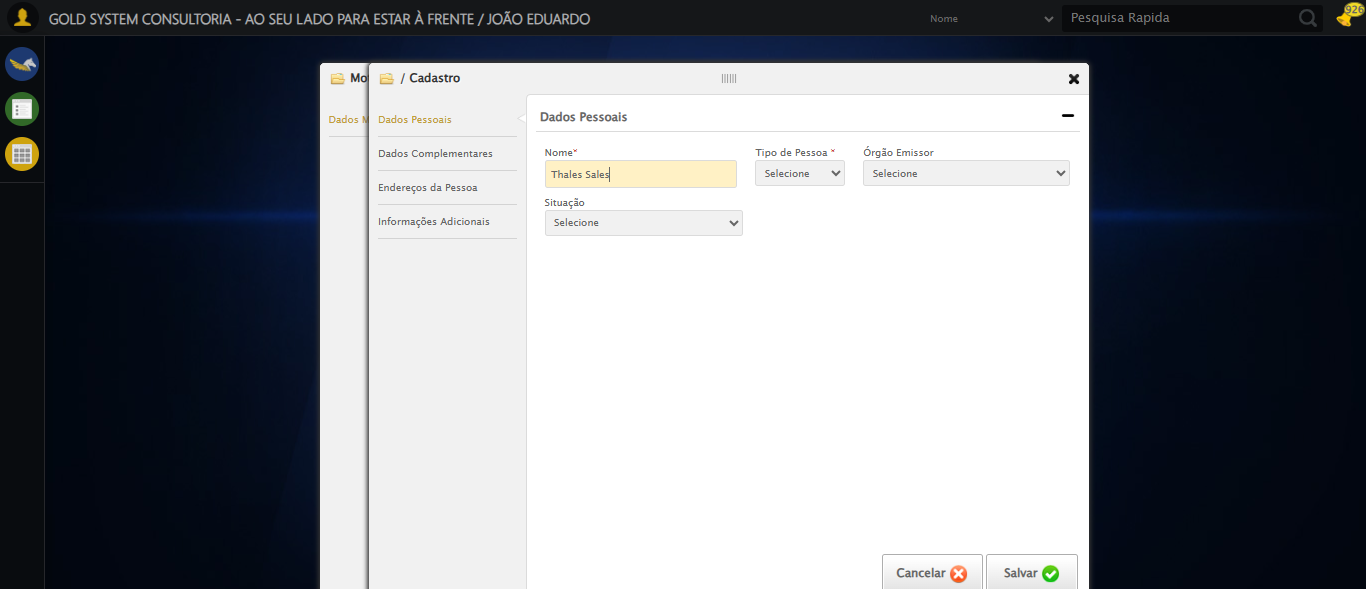 GOLD SYSTEM CONSULTORIA - AO SEU LADO PARA ESTAR À FRENTE / JOÃO EDUARDO
Nome
Pesquisa Rapida
926
Mo
/ Cadastro
Dados M
Dados Pessoais
Dados Complementares
Endereços da Pessoa
Informações Adicionais
Dados Pessoais
Nome*
Tipo de Pessoa *
Órgão Emissor
Thales Sales
Selecione
Selecione
Situação
Selecione
Cancelar
Salvar